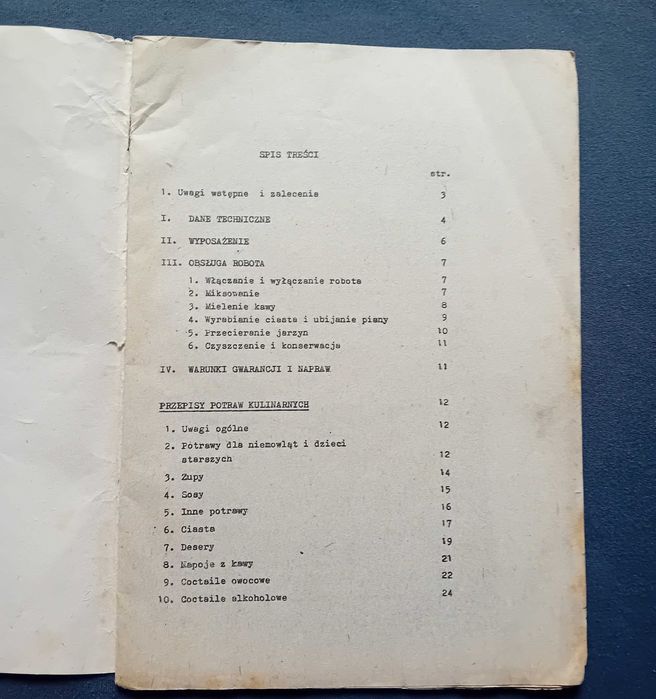 SPIS TREŚCI
str.
1. Uwagi wstępne i zalecenia 3
I. DANE TECHNICZNE 4
II. WYPOSAŻENIE 6
III. OBSŁUGA ROBOTA 7
1. Włączanie i wyłączanie robota 7
2. Miksowanie 7
3. Mielenie kawy 8
4. Wyrabianie ciasta i ubijanie piany 9
5. Przecieranie jarzyn 10
6. Czyszczenie i konserwacja 11
IV. WARUNKI GWARANCJI I NAPRAW 11
PRZEPISY POTRAW KULINARNYCH 12
1. Uwagi ogólne 12
2. Potrawy dla niemowląt i dzieci
starszych 12
3. Zupy 14
4. Sosy 15
5. Inne potrawy 16
6. Ciasta 17
7. Desery 19
8. Napoje z kawy 21
9. Coctaile owocowe 22
10. Coctaile alkoholowe 24